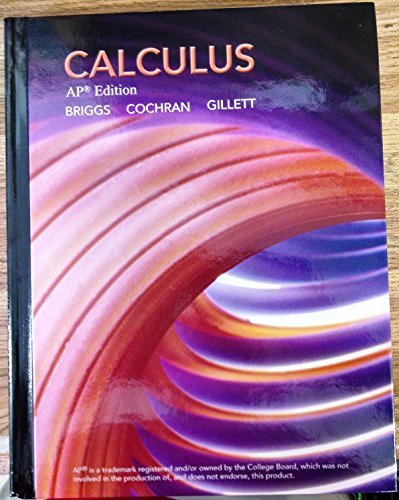 CALCULUS
AP® Edition
BRIGGS COCHRAN GILLETT
AP® is a trademark registered and/or owned by the College Board, which was not
involved in the production of, and does not endorse, this product.